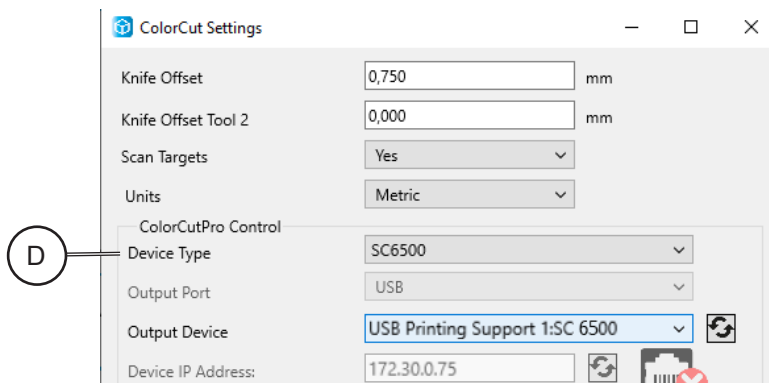 ColorCut Settings
Knife Offset 0,750 mm
Knife Offset Tool 2 0,000 mm
Scan Targets Yes
Units Metric
ColorCutPro Control
D Device Type SC6500
Output Port USB
Output Device USB Printing Support 1:SC 6500
Device IP Address: 172.30.0.75